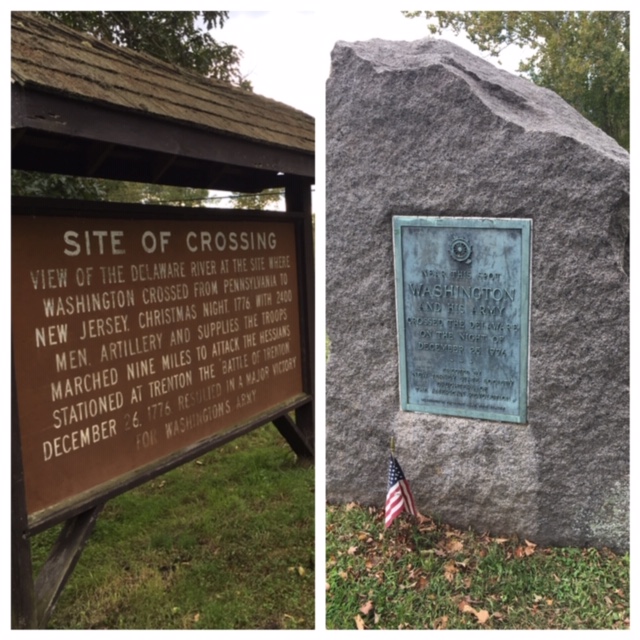 SITE OF CROSSING
VIEW OF THE DELAWARE RIVER AT THE SITE WHERE
WASHINGTON CROSSED FROM PENNSYLVANIA TO
NEW JERSEY, CHRISTMAS NIGHT, 1776 WITH 2400
MEN, ARTILLERY AND SUPPLIES THE TROOPS
MARCHED NINE MILES TO ATTACK THE HESSIANS
STATIONED AT TRENTON THE BATTLE OF TRENTON,
DECEMBER 26, 1776, RESULTED IN A MAJOR VICTORY
FOR WASHINGTON'S ARMY
NEAR THIS SPOT
WASHINGTON
AND HIS ARMY
CROSSED THE DELAWARE
ON THE NIGHT OF
DECEMBER 25, 1776